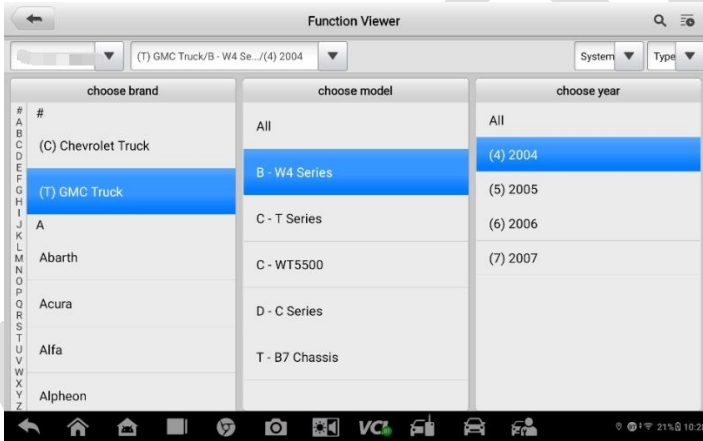 Function Viewer
(T) GMC Truck/B - W4 Se.../(4) 2004
System
Type
choose brand
choose model
choose year
#
A
B
C
D
E
F
G
H
I
J
K
L
M
N
O
P
Q
R
S
T
U
V
W
X
Y
Z
#
(C) Chevrolet Truck
(T) GMC Truck
A
Abarth
Acura
Alfa
Alpheon
All
B - W4 Series
C - T Series
C - WT5500
D - C Series
T - B7 Chassis
All
(4) 2004
(5) 2005
(6) 2006
(7) 2007
VCI
21%